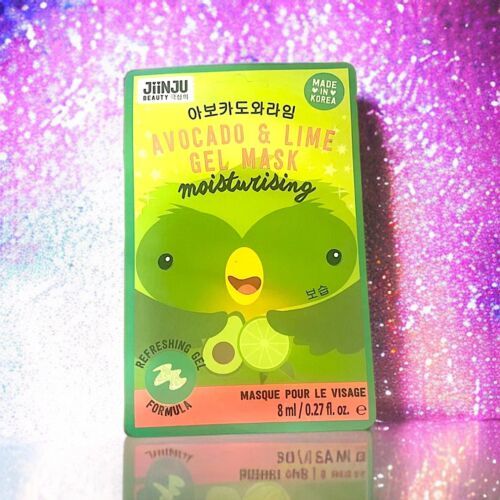 JiiNJU
BEAUTY
MADE
IN
KOREA
아보카도와라임
AVOCADO & LIME
GEL MASK
moisturising
보습
REFRESHING GEL
FORMULA
MASQUE POUR LE VISAGE
8 ml / 0.27 fl. oz. e